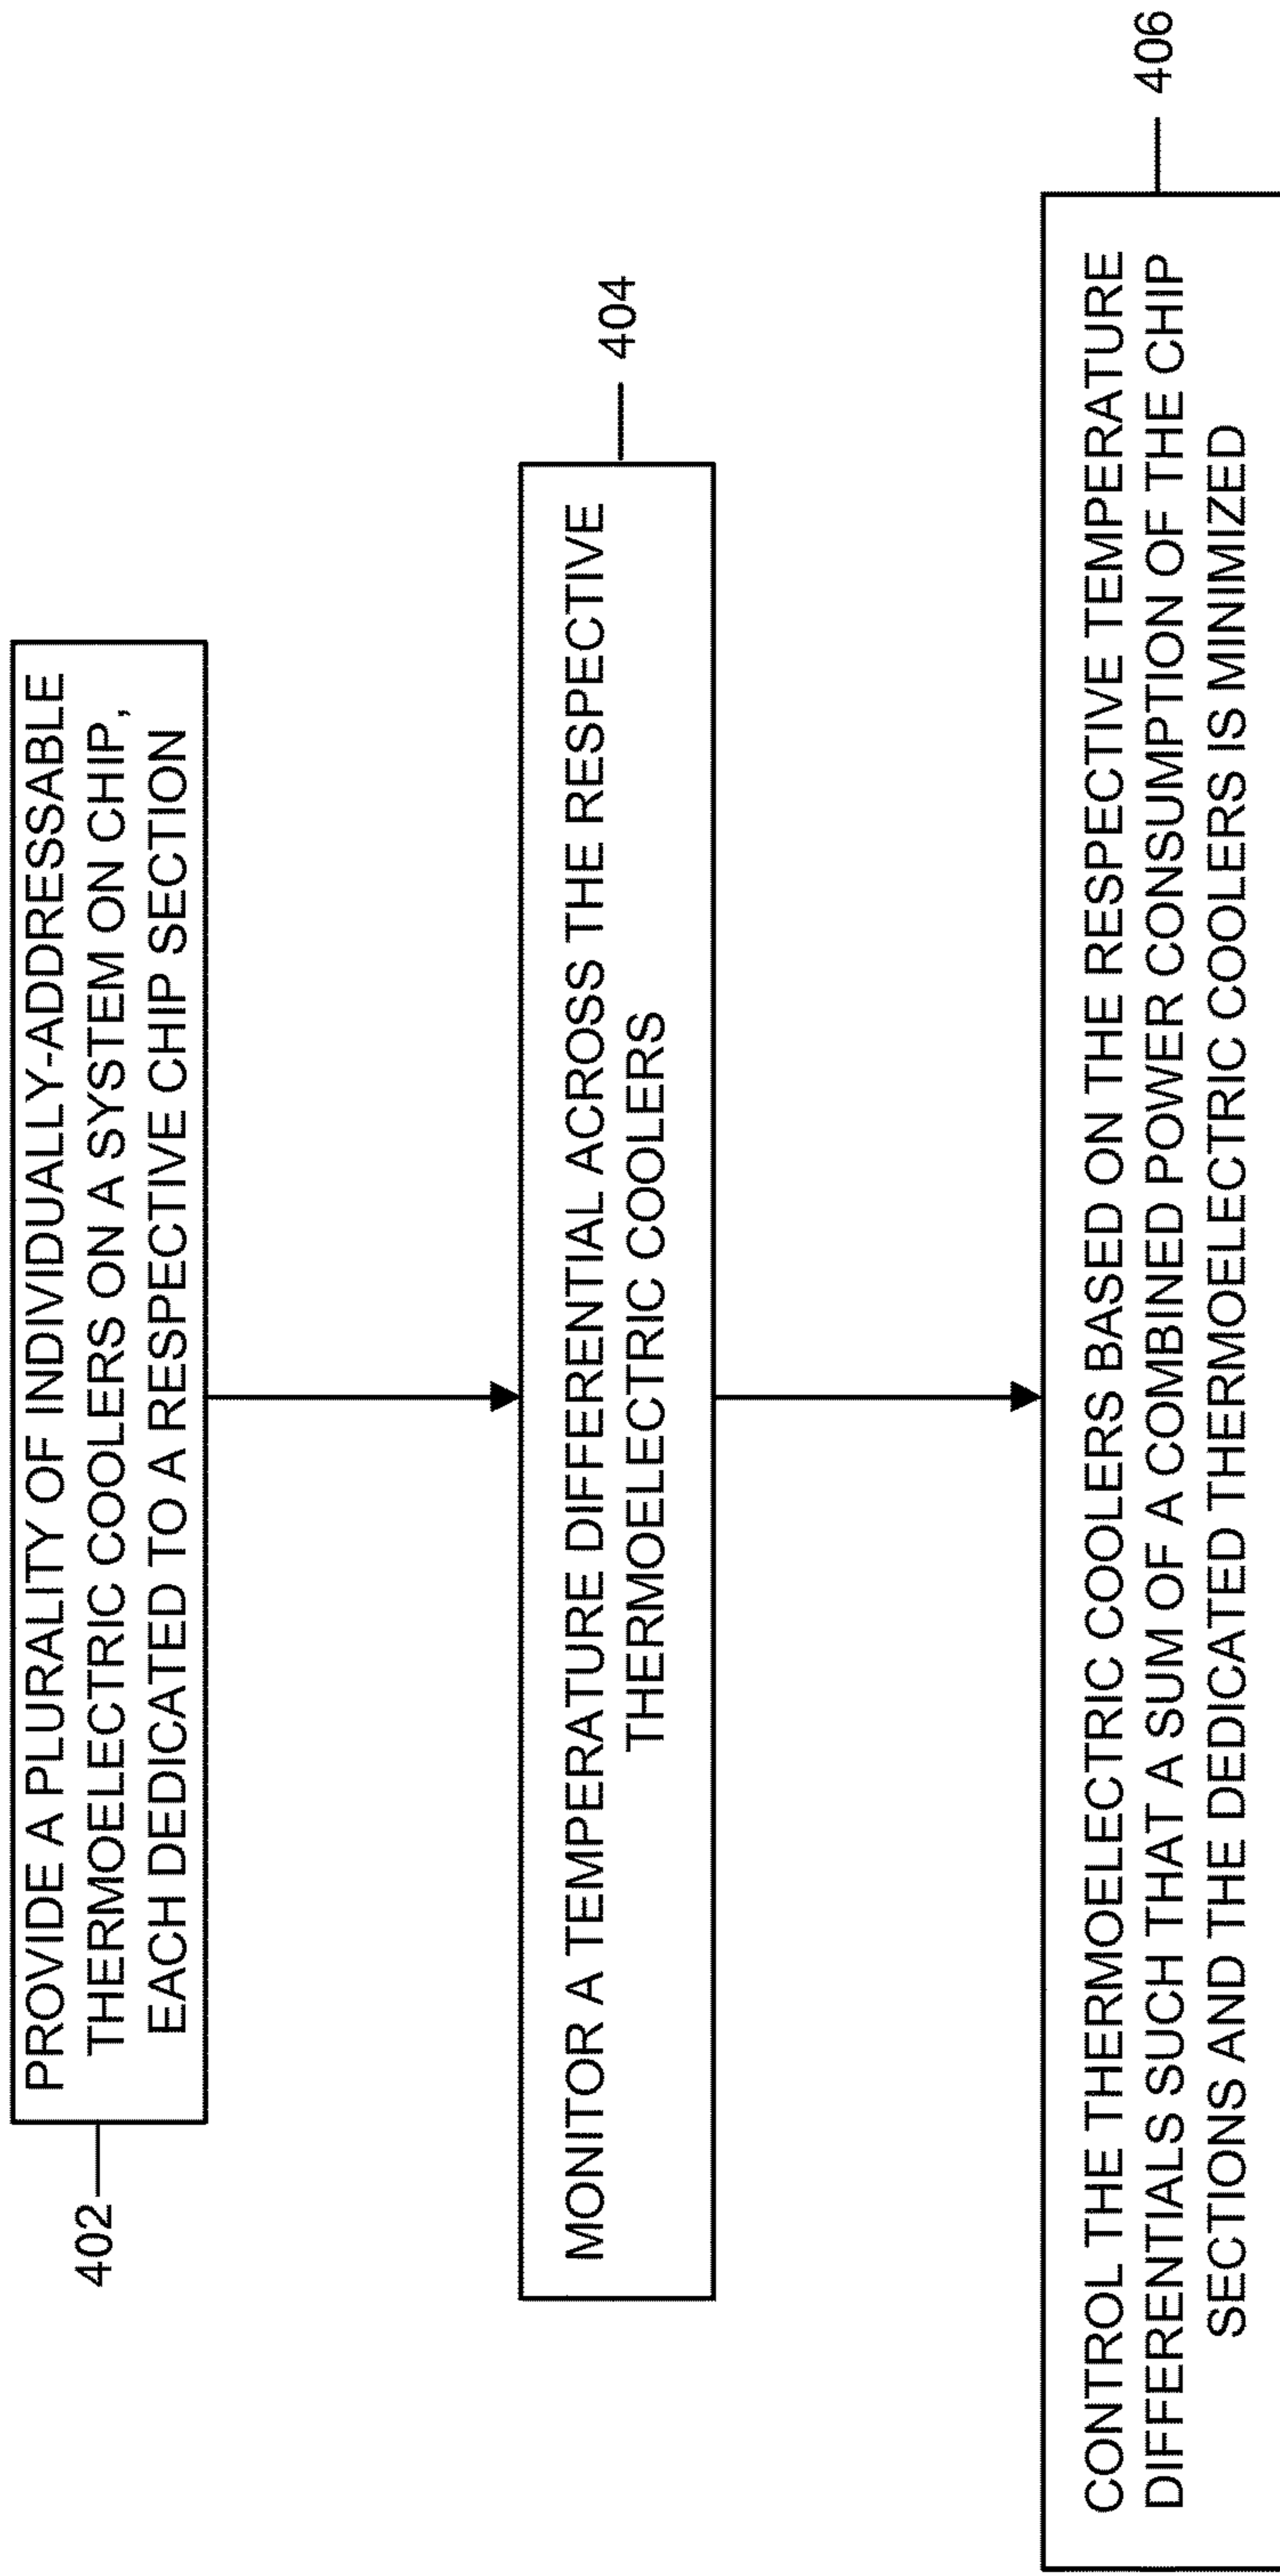 402
PROVIDE A PLURALITY OF INDIVIDUALLY-ADDRESSABLE
THERMOELECTRIC COOLERS ON A SYSTEM ON CHIP,
EACH DEDICATED TO A RESPECTIVE CHIP SECTION
404
MONITOR A TEMPERATURE DIFFERENTIAL ACROSS THE RESPECTIVE
THERMOELECTRIC COOLERS
406
CONTROL THE THERMOELECTRIC COOLERS BASED ON THE RESPECTIVE TEMPERATURE
DIFFERENTIALS SUCH THAT A SUM OF A COMBINED POWER CONSUMPTION OF THE CHIP
SECTIONS AND THE DEDICATED THERMOELECTRIC COOLERS IS MINIMIZED